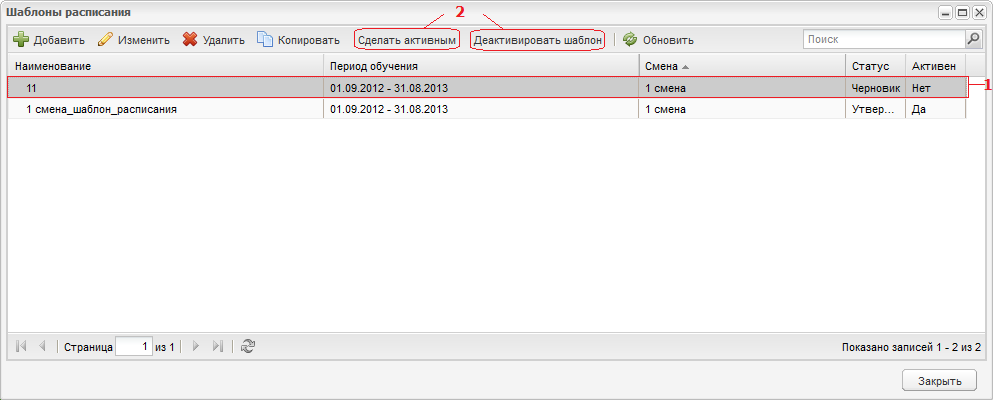 Шаблоны расписания
2
Добавить Изменить Удалить Копировать Сделать активным Деактивировать шаблон Обновить Поиск
Наименование Период обучения Смена Статус Активен
11 01.09.2012 - 31.08.2013 1 смена Черновик Нет 1
1 смена_шаблон_расписания 01.09.2012 - 31.08.2013 1 смена Утвер... Да
Страница 1 из 1 Показано записей 1 - 2 из 2
Закрыть